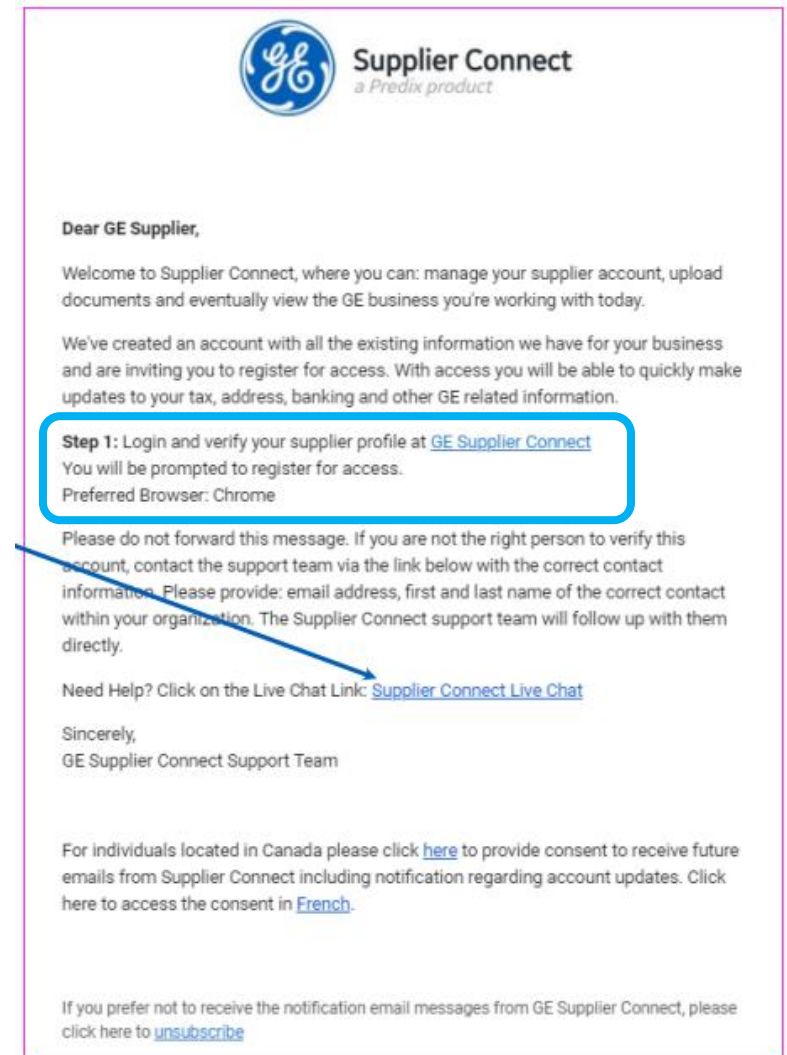 GE
Supplier Connect
a Predix product
Dear GE Supplier,
Welcome to Supplier Connect, where you can: manage your supplier account, upload
documents and eventually view the GE business you're working with today.
We've created an account with all the existing information we have for your business
and are inviting you to register for access. With access you will be able to quickly make
updates to your tax, address, banking and other GE related information.
Step 1: Login and verify your supplier profile at GE Supplier Connect
You will be prompted to register for access.
Preferred Browser: Chrome
Please do not forward this message. If you are not the right person to verify this
account, contact the support team via the link below with the correct contact
information. Please provide: email address, first and last name of the correct contact
within your organization. The Supplier Connect support team will follow up with them
directly.
Need Help? Click on the Live Chat Link: Supplier Connect Live Chat
Sincerely,
GE Supplier Connect Support Team
For individuals located in Canada please click here to provide consent to receive future
emails from Supplier Connect including notification regarding account updates. Click
here to access the consent in French.
If you prefer not to receive the notification email messages from GE Supplier Connect, please
click here to unsubscribe